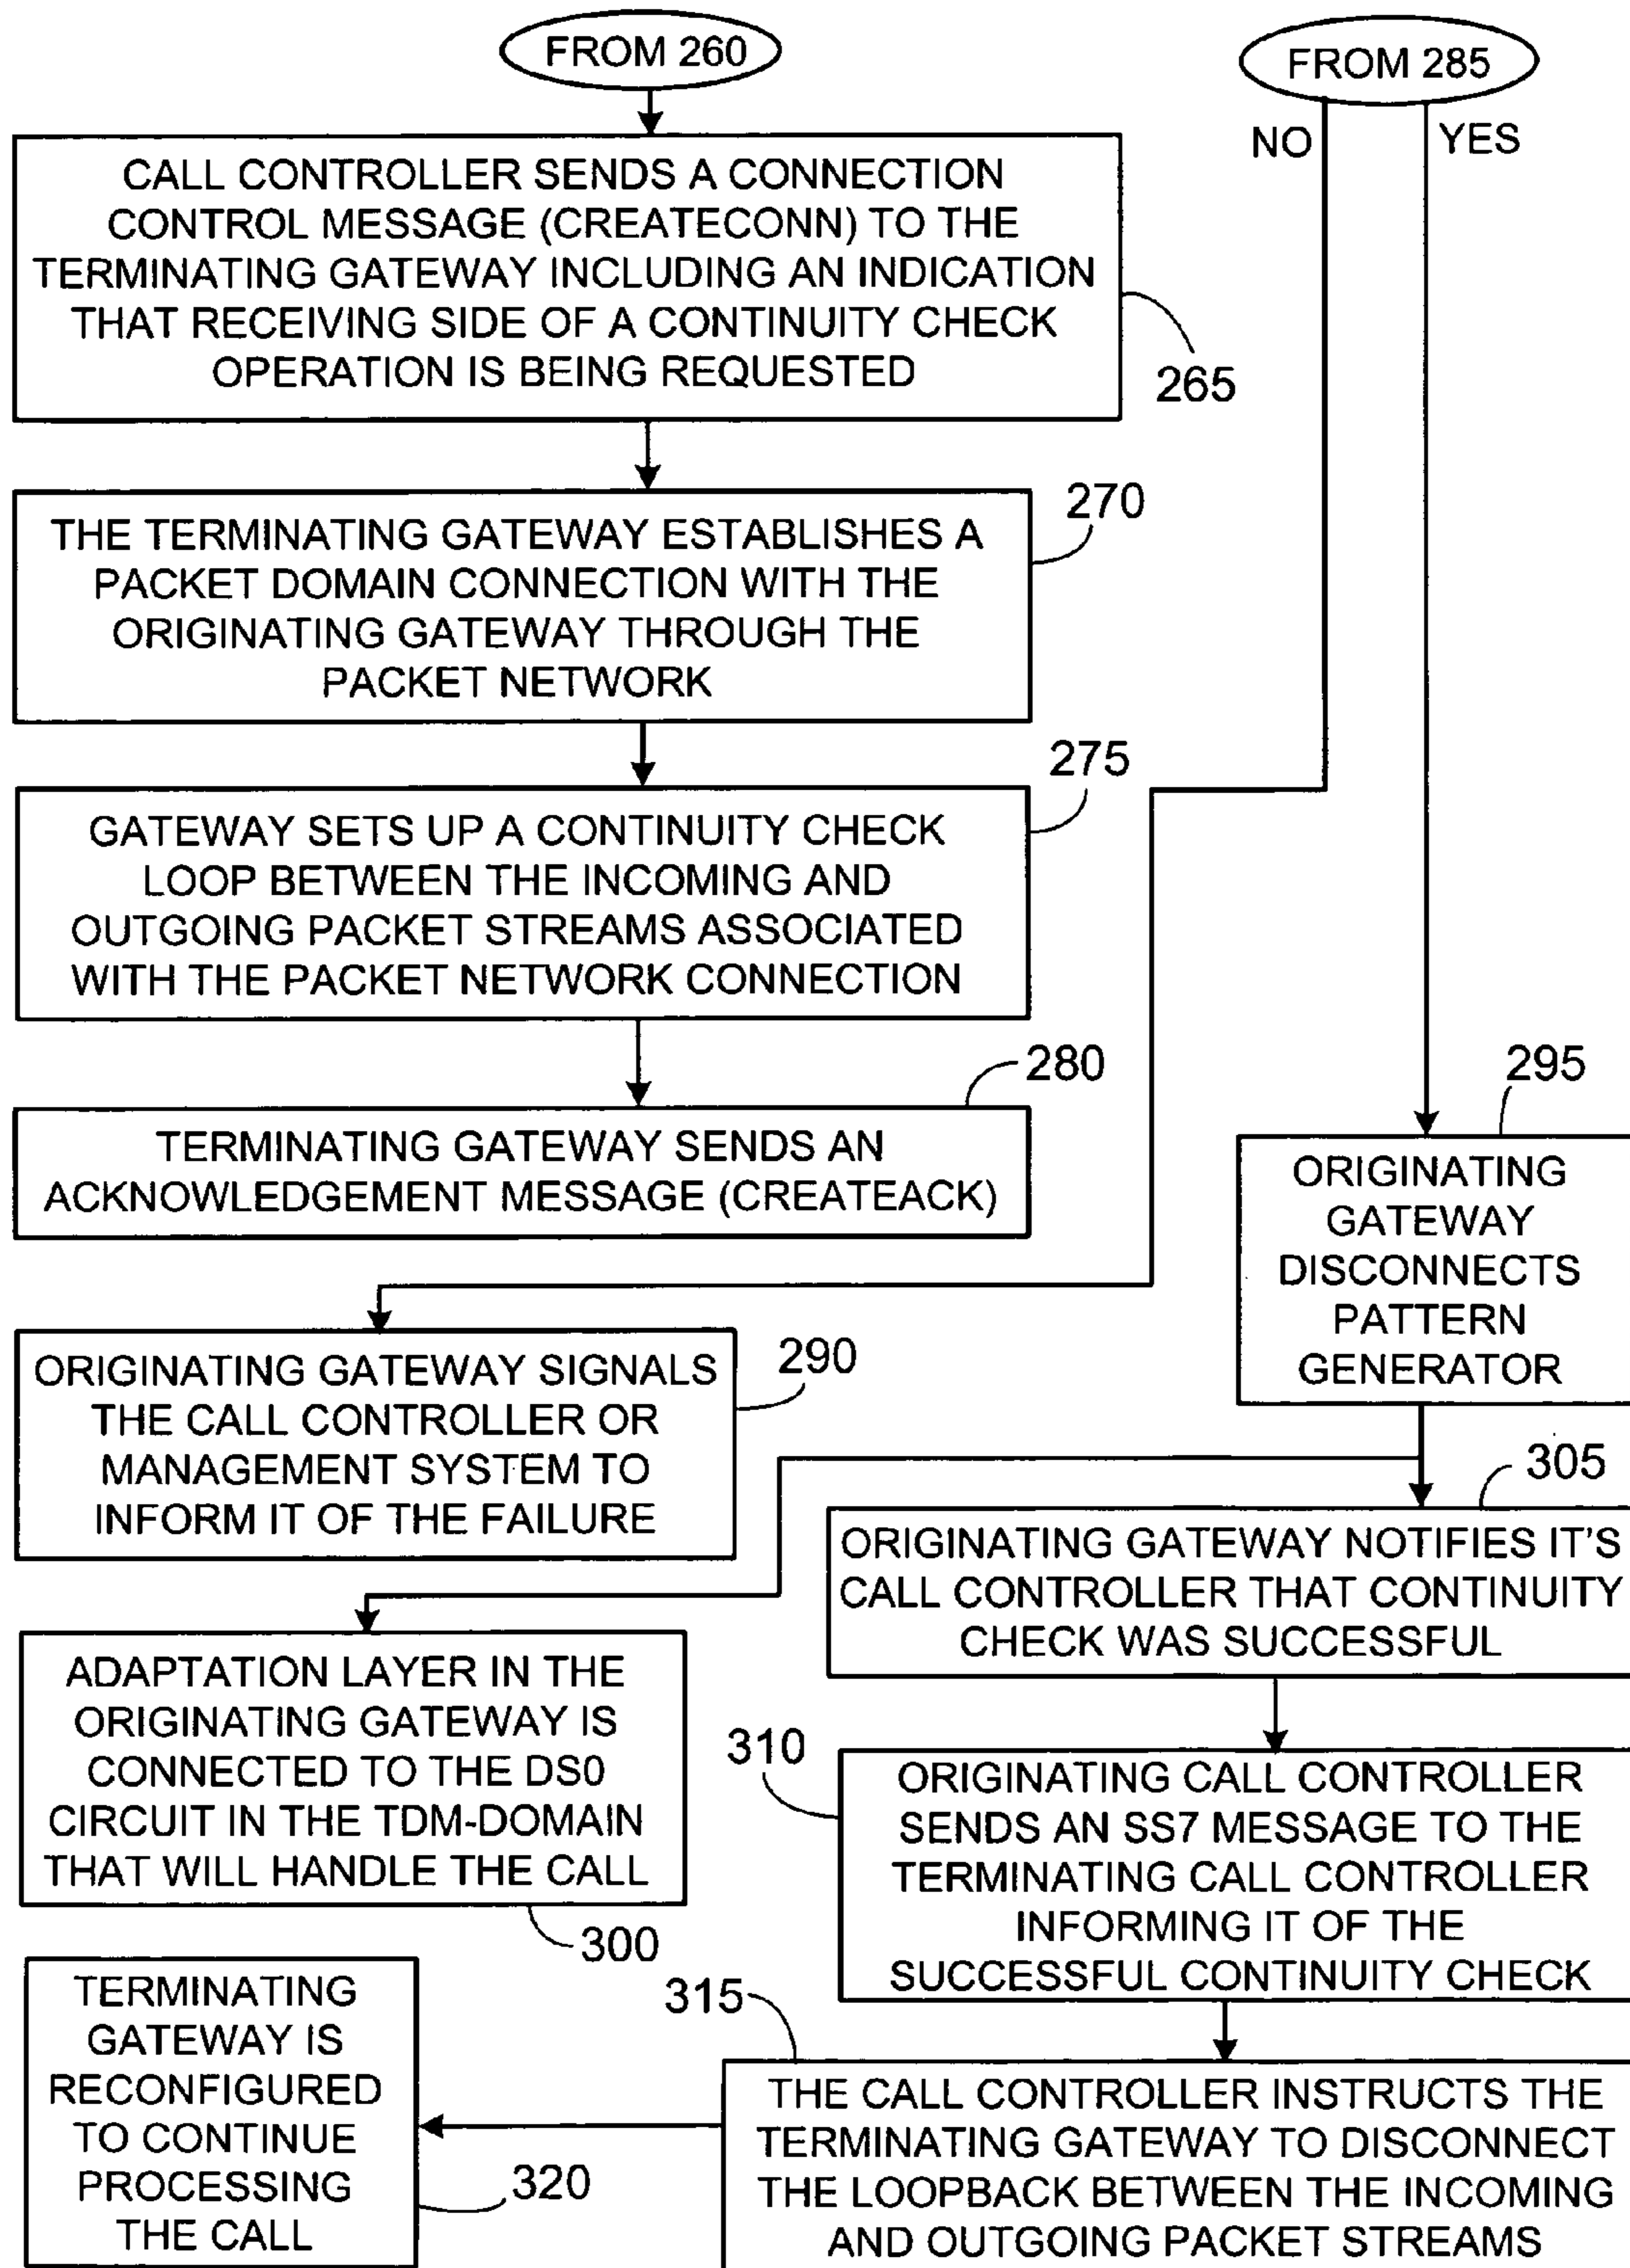 FROM 260
FROM 285
NO
YES
CALL CONTROLLER SENDS A CONNECTION
CONTROL MESSAGE (CREATECONN) TO THE
TERMINATING GATEWAY INCLUDING AN INDICATION
THAT RECEIVING SIDE OF A CONTINUITY CHECK
OPERATION IS BEING REQUESTED
265
THE TERMINATING GATEWAY ESTABLISHES A
PACKET DOMAIN CONNECTION WITH THE
ORIGINATING GATEWAY THROUGH THE
PACKET NETWORK
270
GATEWAY SETS UP A CONTINUITY CHECK
LOOP BETWEEN THE INCOMING AND
OUTGOING PACKET STREAMS ASSOCIATED
WITH THE PACKET NETWORK CONNECTION
275
TERMINATING GATEWAY SENDS AN
ACKNOWLEDGEMENT MESSAGE (CREATEACK)
280
295
ORIGINATING
GATEWAY
DISCONNECTS
PATTERN
GENERATOR
ORIGINATING GATEWAY SIGNALS
THE CALL CONTROLLER OR
MANAGEMENT SYSTEM TO
INFORM IT OF THE FAILURE
290
305
ORIGINATING GATEWAY NOTIFIES IT'S
CALL CONTROLLER THAT CONTINUITY
CHECK WAS SUCCESSFUL
ADAPTATION LAYER IN THE
ORIGINATING GATEWAY IS
CONNECTED TO THE DS0
CIRCUIT IN THE TDM-DOMAIN
THAT WILL HANDLE THE CALL
300
310
ORIGINATING CALL CONTROLLER
SENDS AN SS7 MESSAGE TO THE
TERMINATING CALL CONTROLLER
INFORMING IT OF THE
SUCCESSFUL CONTINUITY CHECK
315
THE CALL CONTROLLER INSTRUCTS THE
TERMINATING GATEWAY TO DISCONNECT
THE LOOPBACK BETWEEN THE INCOMING
AND OUTGOING PACKET STREAMS
TERMINATING
GATEWAY IS
RECONFIGURED
TO CONTINUE
PROCESSING
THE CALL
320